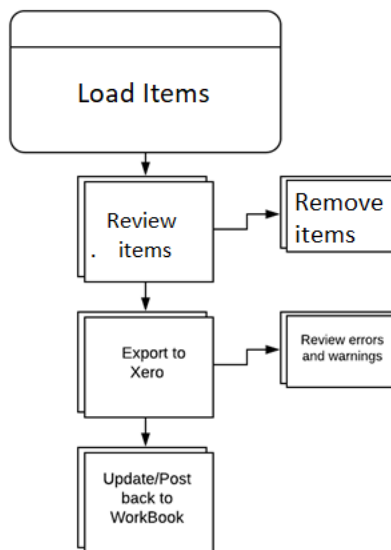 Load Items
Review
. items
Remove
items
Export to
Xero
Review errors
and warnings
Update/Post
back to
WorkBook